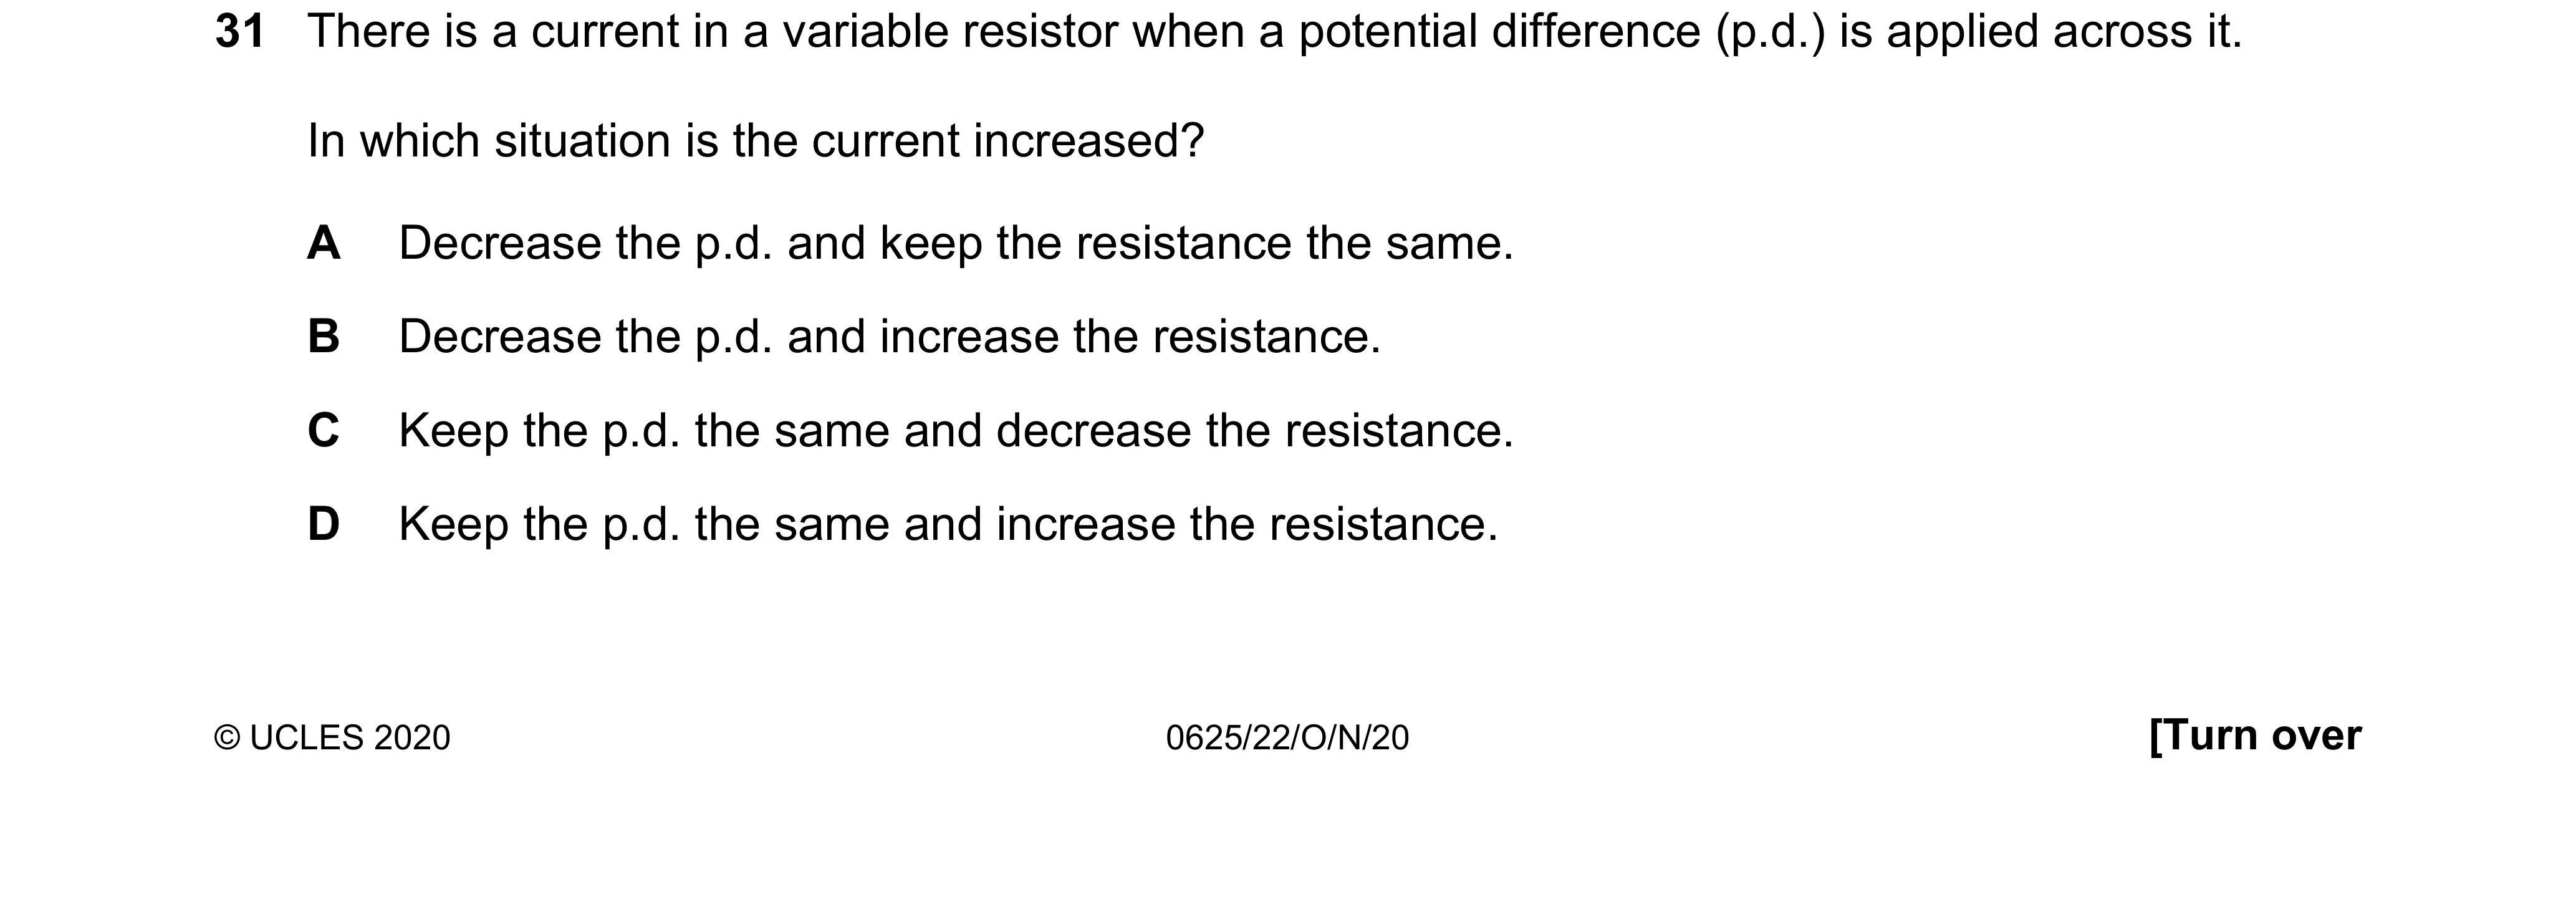 31 There is a current in a variable resistor when a potential difference (p.d.) is applied across it.
In which situation is the current increased?
A Decrease the p.d. and keep the resistance the same.
B Decrease the p.d. and increase the resistance.
C Keep the p.d. the same and decrease the resistance.
D Keep the p.d. the same and increase the resistance.
© UCLES 2020 0625/22/O/N/20 [Turn over